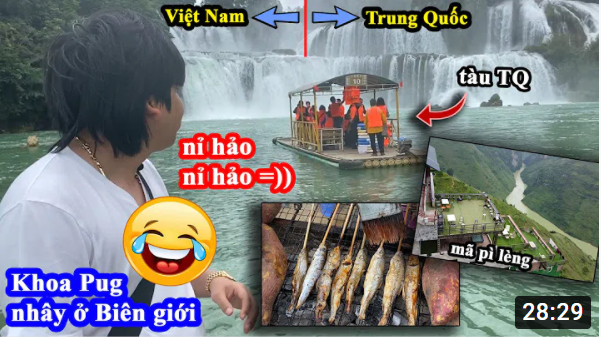 Việt Nam
Trung Quốc
tàu TQ
nỉ hảo
nỉ hảo =))
mã pì lèng
Khoa Pug
nhây ở Biên giới
28:29